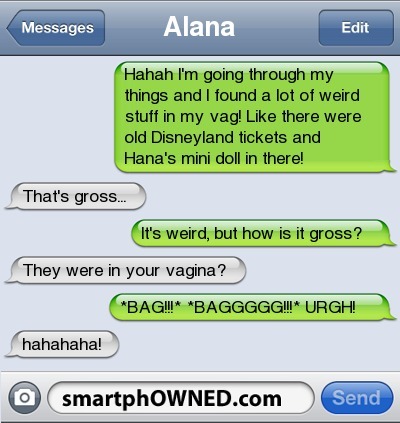 Messages
Alana
Edit
Hahah I'm going through my
things and I found a lot of weird
stuff in my vag! Like there were
old Disneyland tickets and
Hana's mini doll in there!
That's gross...
It's weird, but how is it gross?
They were in your vagina?
*BAG!!!* *BAGGGGG!!!* URGH!
hahahaha!
smartphOWNED.com
Send